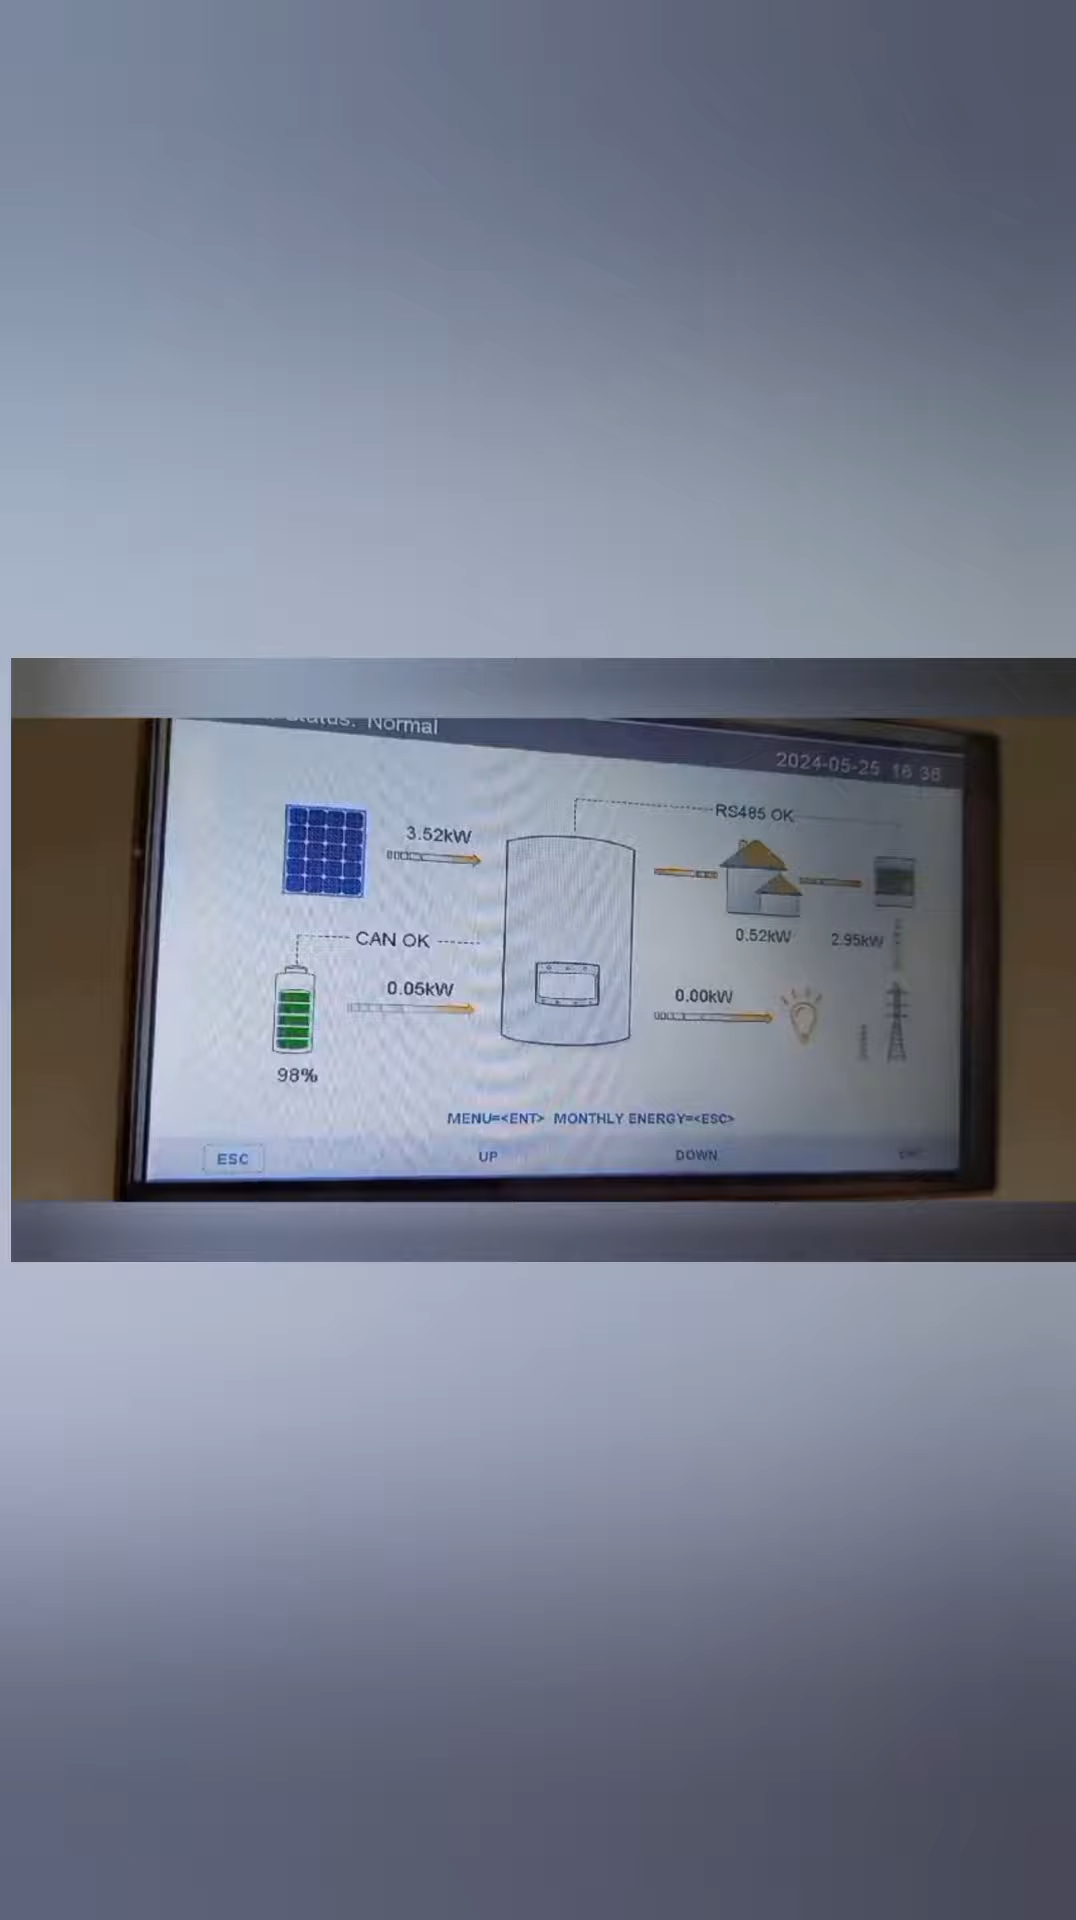 Status: Normal
2024-05-25 16 36
RS485 OK
3.52kW
CAN OK
0.52kW
2.95kW
0.05kW
0.00kW
98%
MENU=<ENT> MONTHLY ENERGY=<ESC>
ESC
UP
DOWN